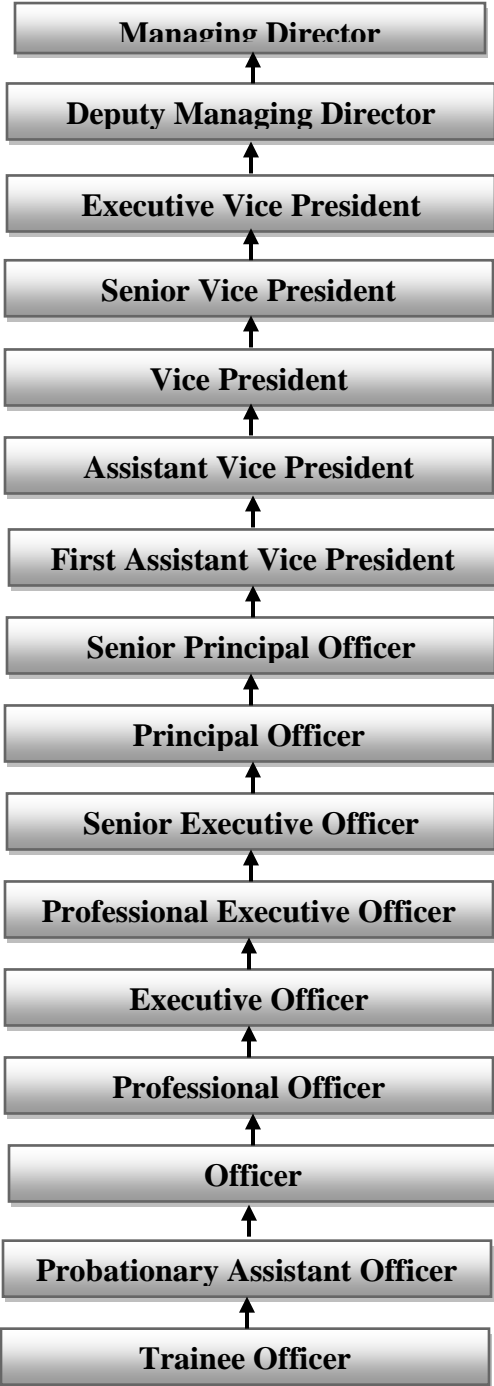 Managing Director
Deputy Managing Director
Executive Vice President
Senior Vice President
Vice President
Assistant Vice President
First Assistant Vice President
Senior Principal Officer
Principal Officer
Senior Executive Officer
Professional Executive Officer
Executive Officer
Professional Officer
Officer
Probationary Assistant Officer
Trainee Officer